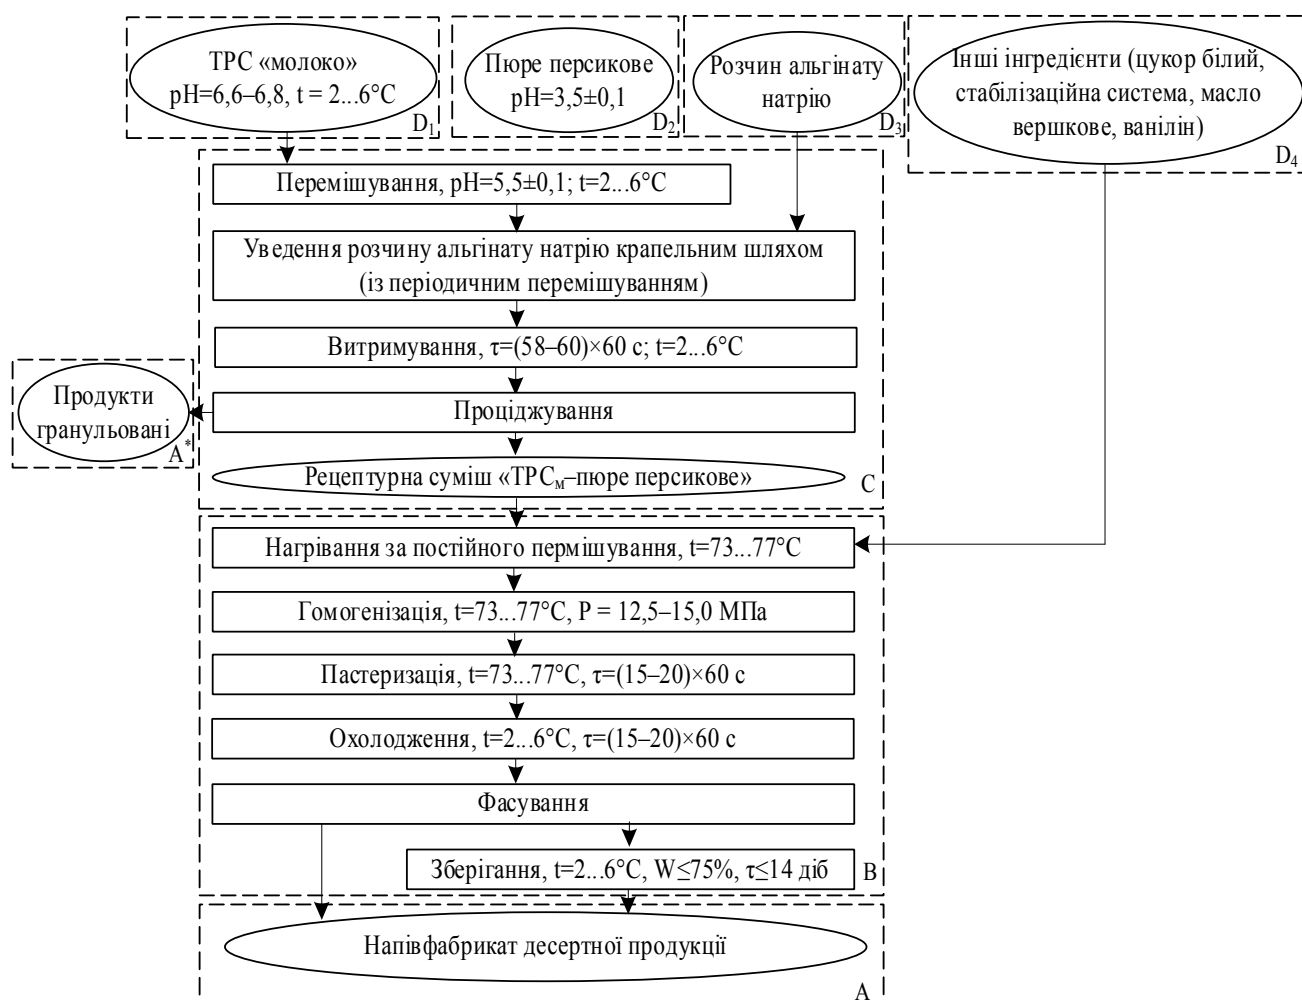 ТРС «молоко»
pH=6,6–6,8, t = 2...6°C
D₁
Пюре персикове
pH=3,5±0,1
D₂
Розчин альгінату
натрію
D₃
Інші інгредієнти (цукор білий,
стабілізаційна система, масло
вершкове, ванілін)
D₄
Перемішування, pH=5,5±0,1; t=2...6°C
Уведення розчину альгінату натрію крапельним шляхом
(із періодичним перемішуванням)
Витримування, τ=(58–60)×60 с; t=2...6°C
Продукти
гранульовані
A*
Проціджування
Рецептурна суміш «ТРСм–пюре персикове»
C
Нагрівання за постійного пермішування, t=73...77°C
Гомогенізація, t=73...77°C, P = 12,5–15,0 МПа
Пастеризація, t=73...77°C, τ=(15–20)×60 с
Охолодження, t=2...6°C, τ=(15–20)×60 с
Фасування
Зберігання, t=2...6°C, W≤75%, τ≤14 діб
B
Напівфабрикат десертної продукції
A